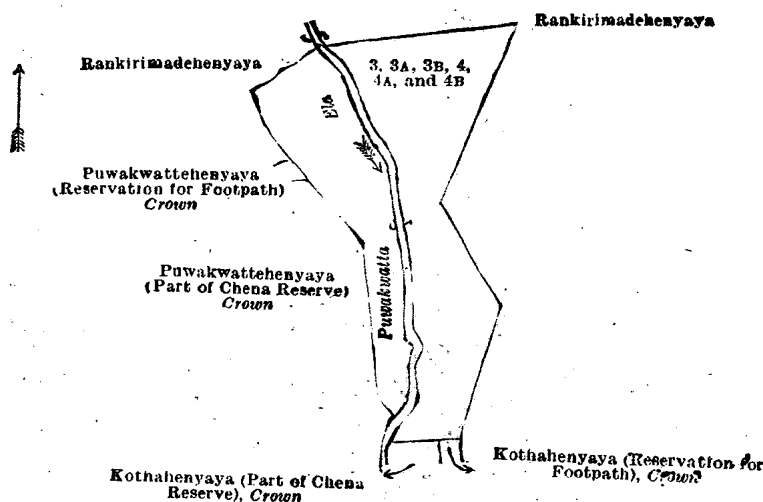 Rankirimadehenyaya
Rankirimadehenyaya
3, 3A, 3B, 4,
4A, and 4B
Ela
Puwakwattehenyaya
(Reservation for Footpath)
Crown
Puwakwattehenyaya
(Part of Chena Reserve)
Crown
Puwakwatta
Kothahenyaya (Reservation for
Footpath), Crown
Kothahenyaya (Part of Chena
Reserve), Crown